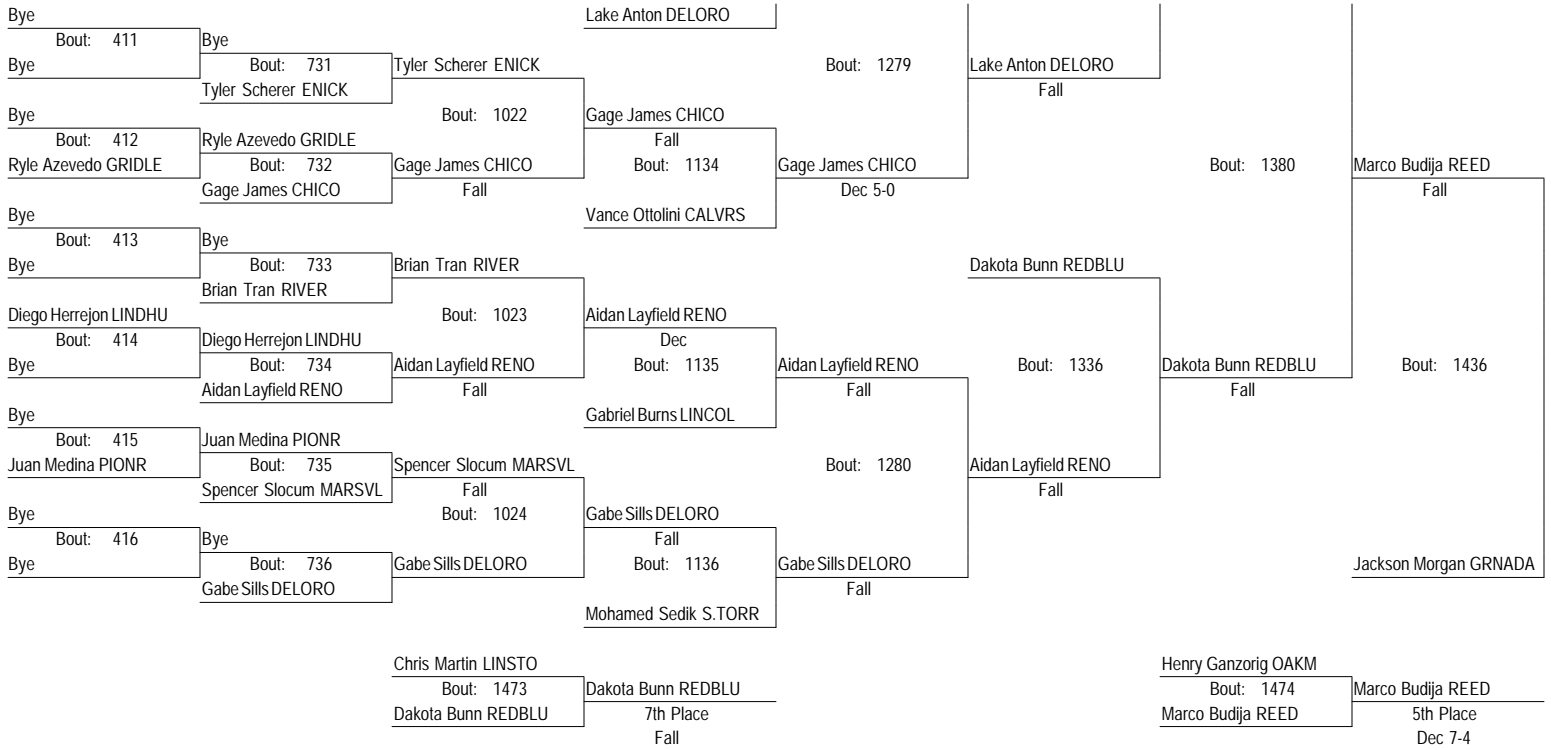 Bye
Lake Anton DELORO
Bout: 411
Bye
Bye
Bout: 731
Tyler Scherer ENICK
Bout: 1279
Lake Anton DELORO
Tyler Scherer ENICK
Fall
Bye
Bout: 1022
Gage James CHICO
Bout: 412
Ryle Azevedo GRIDLE
Fall
Ryle Azevedo GRIDLE
Bout: 732
Gage James CHICO
Bout: 1134
Gage James CHICO
Bout: 1380
Marco Budija REED
Gage James CHICO
Fall
Dec 5-0
Fall
Bye
Vance Ottolini CALVRS
Bout: 413
Bye
Bye
Bout: 733
Brian Tran RIVER
Dakota Bunn REDBLU
Brian Tran RIVER
Diego Herrejon LINDHU
Bout: 1023
Aidan Layfield RENO
Bout: 414
Diego Herrejon LINDHU
Dec
Bye
Bout: 734
Aidan Layfield RENO
Bout: 1135
Aidan Layfield RENO
Bout: 1336
Dakota Bunn REDBLU
Bout: 1436
Aidan Layfield RENO
Fall
Fall
Fall
Bye
Gabriel Burns LINCOL
Bout: 415
Juan Medina PIONR
Juan Medina PIONR
Bout: 735
Spencer Slocum MARSVL
Bout: 1280
Aidan Layfield RENO
Spencer Slocum MARSVL
Fall
Fall
Bye
Bout: 1024
Gabe Sills DELORO
Bout: 416
Bye
Fall
Bye
Bout: 736
Gabe Sills DELORO
Bout: 1136
Gabe Sills DELORO
Jackson Morgan GRNADA
Gabe Sills DELORO
Fall
Mohamed Sedik S.TORR
Chris Martin LINSTO
Henry Ganzorig OAKM
Bout: 1473
Dakota Bunn REDBLU
Bout: 1474
Marco Budija REED
Dakota Bunn REDBLU
7th Place
Marco Budija REED
5th Place
Fall
Dec 7-4